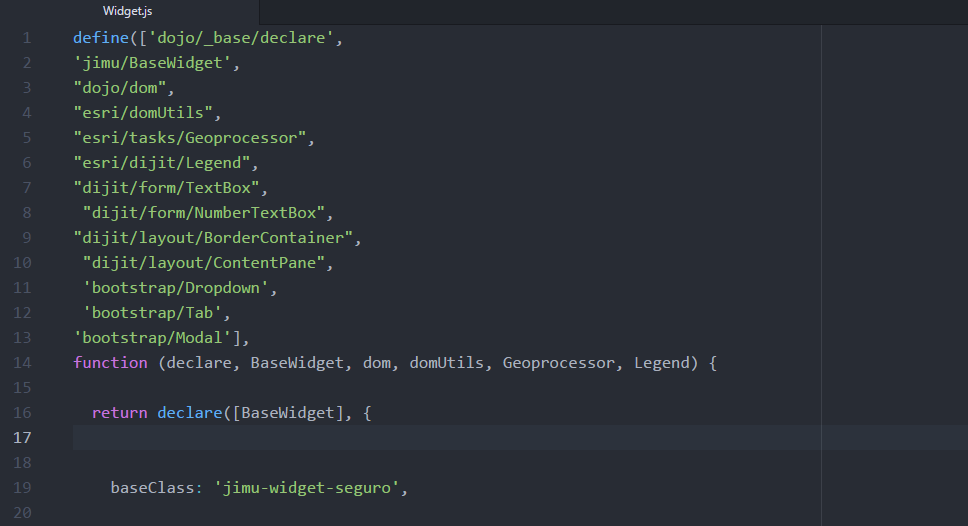 Widget.js
1 define(['dojo/_base/declare',
2 'jimu/BaseWidget',
3 "dojo/dom",
4 "esri/domUtils",
5 "esri/tasks/Geoprocessor",
6 "esri/dijit/Legend",
7 "dijit/form/TextBox",
8 "dijit/form/NumberTextBox",
9 "dijit/layout/BorderContainer",
10 "dijit/layout/ContentPane",
11 'bootstrap/Dropdown',
12 'bootstrap/Tab',
13 'bootstrap/Modal'],
14 function (declare, BaseWidget, dom, domUtils, Geoprocessor, Legend) {
15
16 return declare([BaseWidget], {
17
18
19 baseClass: 'jimu-widget-seguro',
20